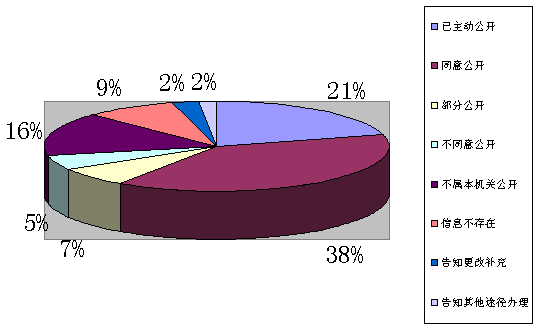 21%
38%
7%
5%
16%
9%
2%
2%
已主动公开
同意公开
部分公开
不同意公开
不属本机关公开
信息不存在
告知更改补充
告知其他途径办理